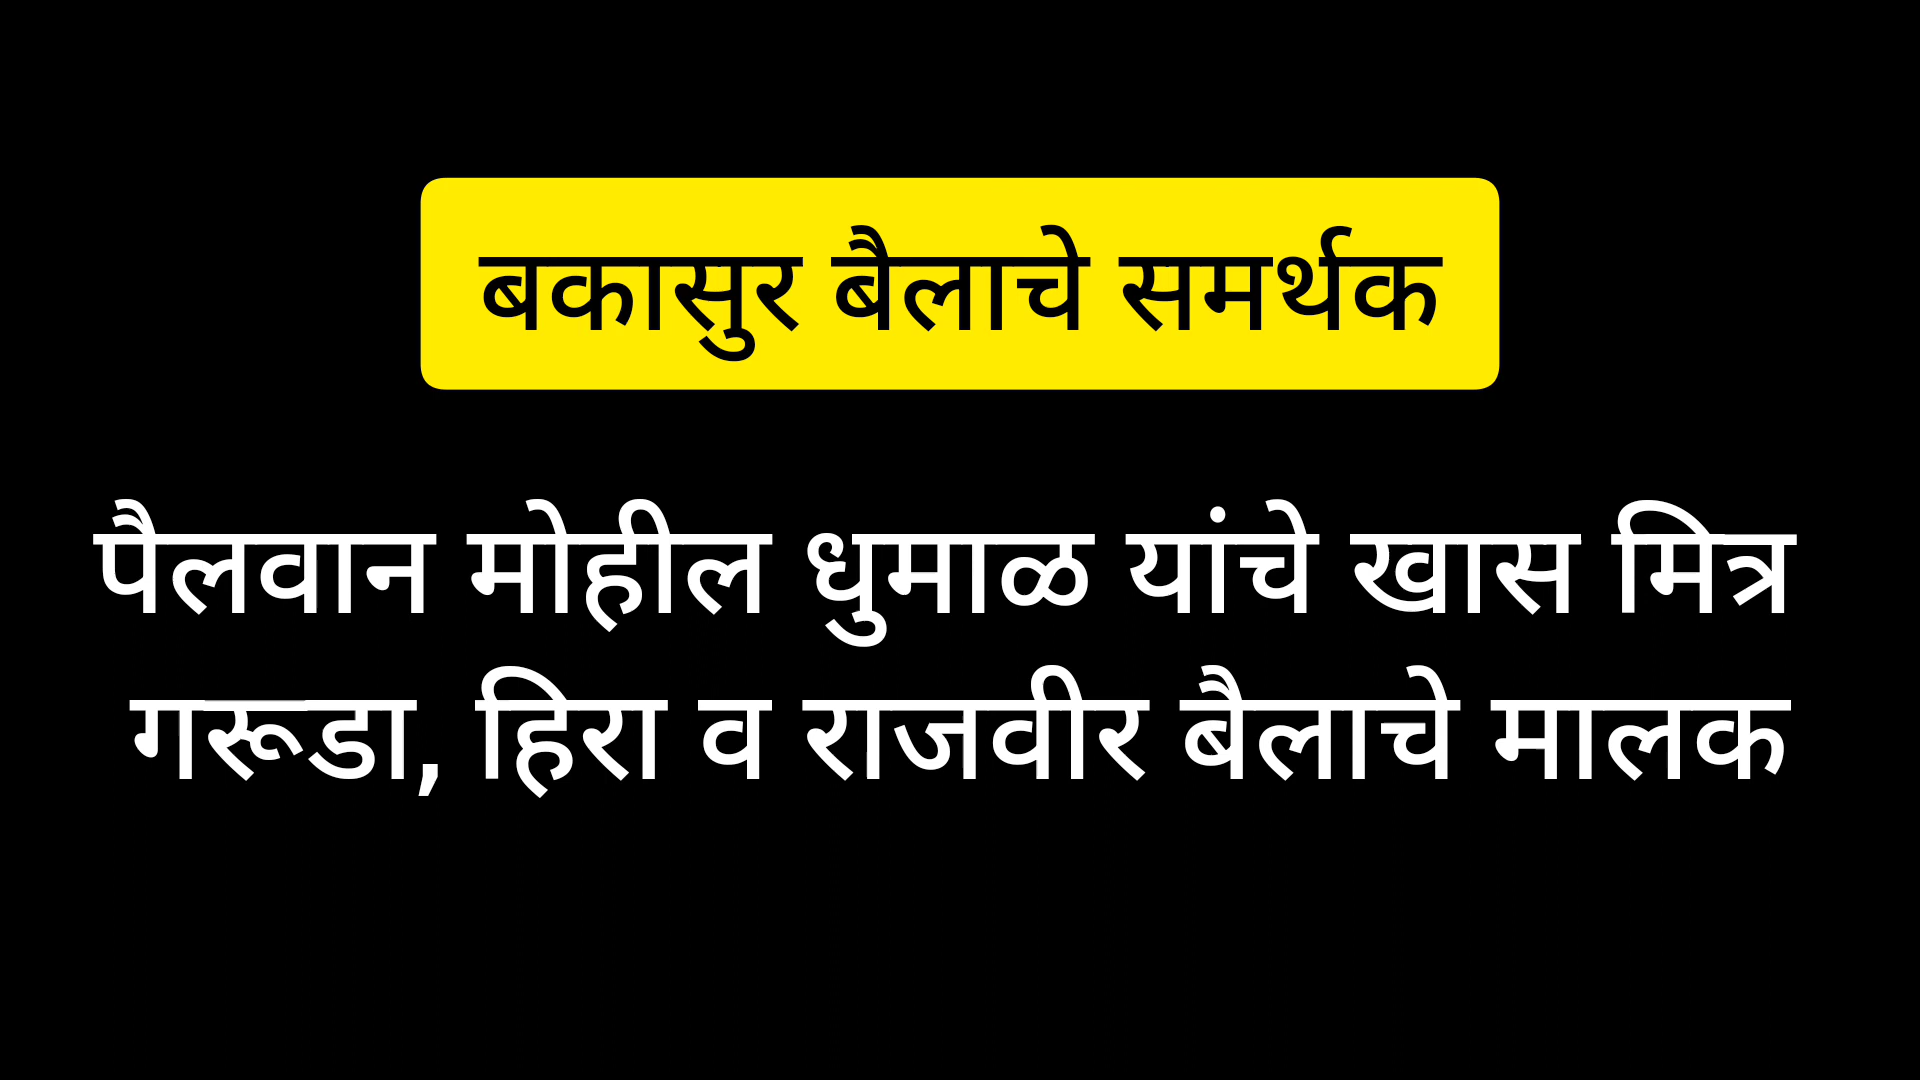 बकासुर बैलाचे समर्थक
पैलवान मोहील धुमाळ यांचे खास मित्र
गरूडा, हिरा व राजवीर बैलाचे मालक